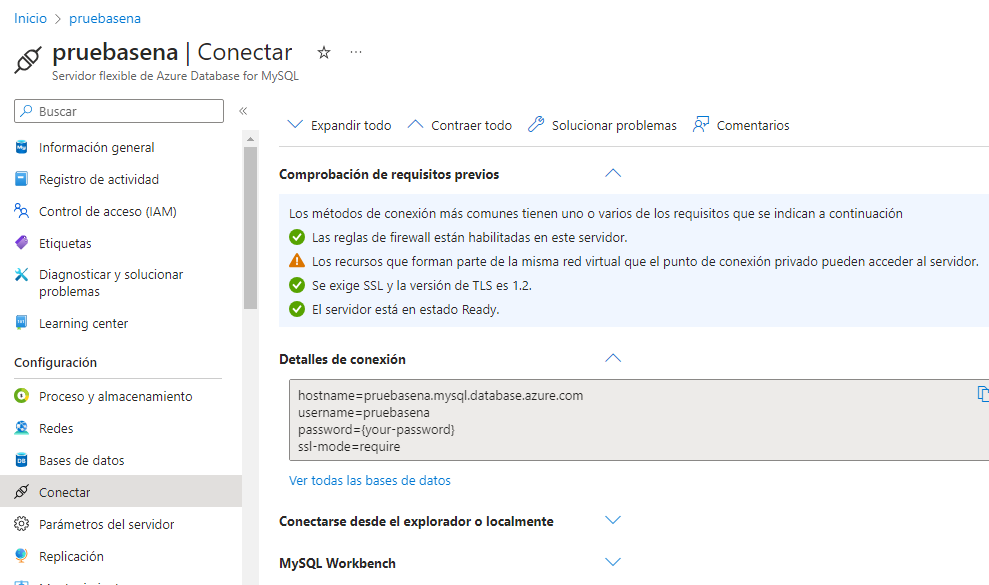 Inicio > pruebasena
pruebasena | Conectar
Servidor flexible de Azure Database for MySQL
Buscar
Información general
Registro de actividad
Control de acceso (IAM)
Etiquetas
Diagnosticar y solucionar
problemas
Learning center
Configuración
Proceso y almacenamiento
Redes
Bases de datos
Conectar
Parámetros del servidor
Replicación
Expandir todo
Contraer todo
Solucionar problemas
Comentarios
Comprobación de requisitos previos
Los métodos de conexión más comunes tienen uno o varios de los requisitos que se indican a continuación
Las reglas de firewall están habilitadas en este servidor.
Los recursos que forman parte de la misma red virtual que el punto de conexión privado pueden acceder al servidor.
Se exige SSL y la versión de TLS es 1.2.
El servidor está en estado Ready.
Detalles de conexión
hostname=pruebasena.mysql.database.azure.com
username=pruebasena
password={your-password}
ssl-mode=require
Ver todas las bases de datos
Conectarse desde el explorador o localmente
MySQL Workbench